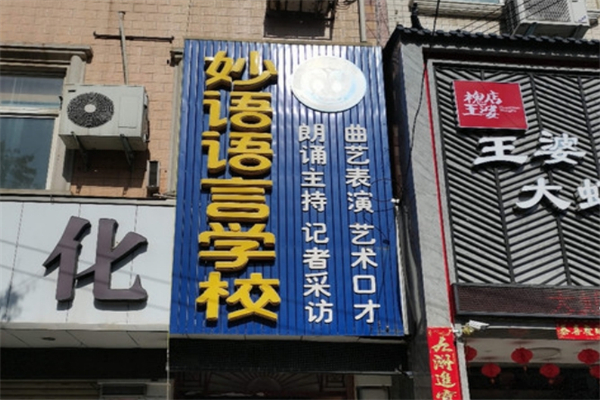 化
妙语语言学校
曲艺表演 艺术口才
朗诵主持 记者采访
王婆
大虾